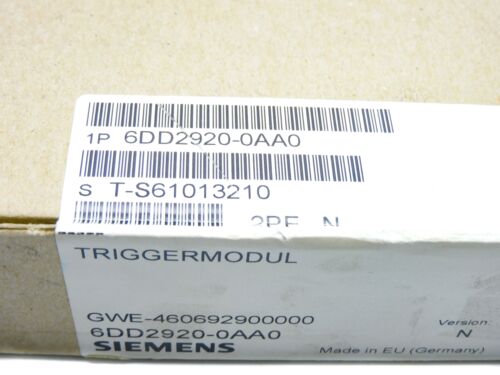 1P 6DD2920-0AA0
S T-S61013210
2PE N
TRIGGERMODUL
GWE-460692900000
6DD2920-0AA0
Version:
N
SIEMENS
Made in EU (Germany)